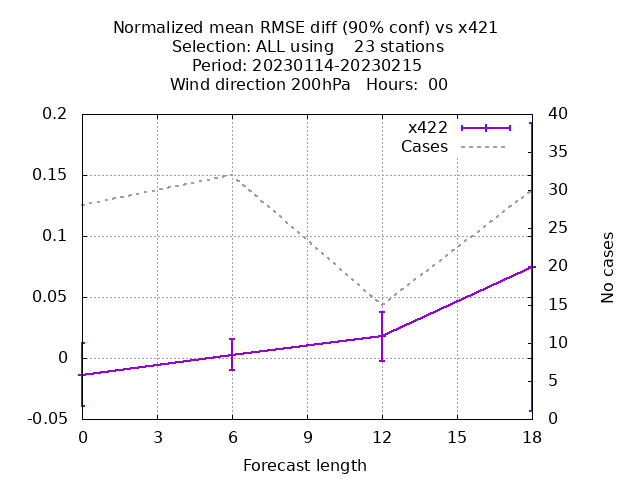 Normalized mean RMSE diff (90% conf) vs x421
Selection: ALL using    23 stations
Period: 20230114-20230215
Wind direction 200hPa   Hours:  00
0.2
0.15
0.1
0.05
0
-0.05
40
35
30
25
20
15
10
5
0
x422
Cases
No cases
0
3
6
9
12
15
18
Forecast length